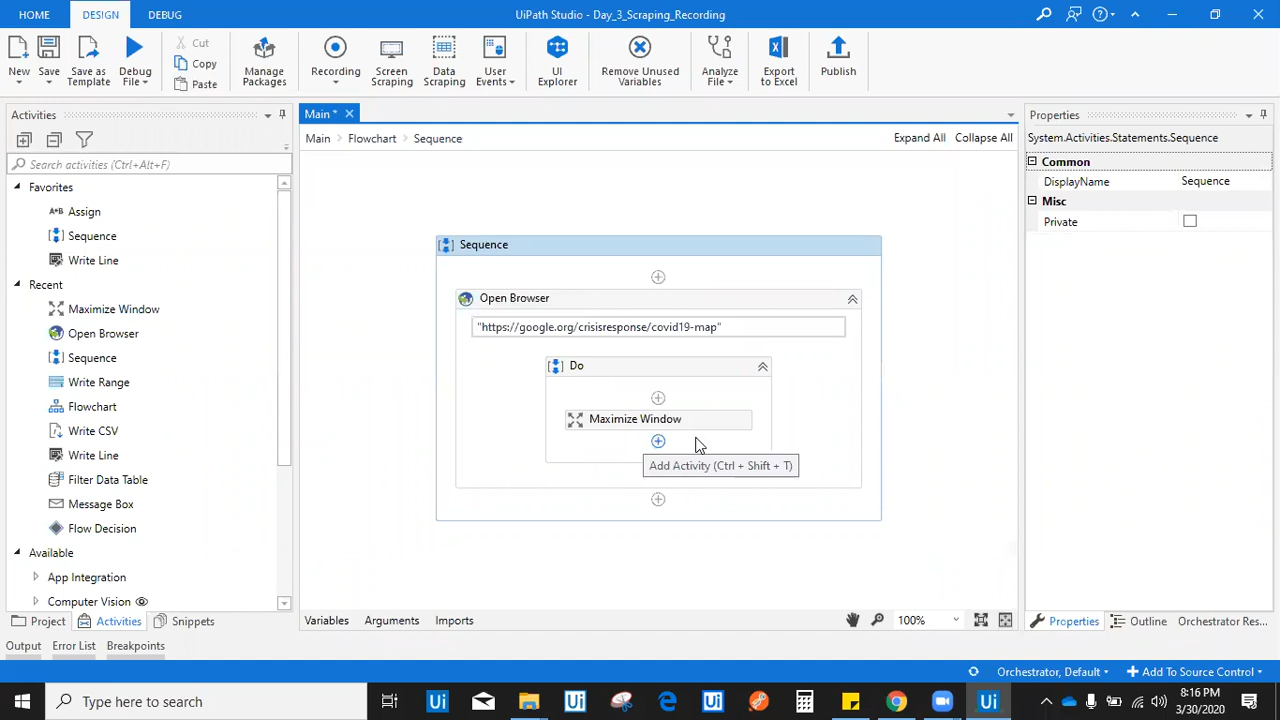 HOME
DESIGN
DEBUG
UiPath Studio - Day_3_Scraping_Recording
New
Save
Save as Template
Debug File
Cut
Copy
Paste
Manage Packages
Recording
Screen Scraping
Data Scraping
User Events
UI Explorer
Remove Unused Variables
Analyze File
Export to Excel
Publish
Activities
Search activities (Ctrl+Alt+F)
Favorites
Assign
Sequence
Write Line
Recent
Maximize Window
Open Browser
Sequence
Write Range
Flowchart
Write CSV
Write Line
Filter Data Table
Message Box
Flow Decision
Available
App Integration
Computer Vision
Project
Activities
Snippets
Main *
Main
Flowchart
Sequence
Expand All
Collapse All
Sequence
Open Browser
"https://google.org/crisisresponse/covid19-map"
Do
Maximize Window
Add Activity (Ctrl + Shift + T)
Variables
Arguments
Imports
100%
Properties
System.Activities.Statements.Sequence
Common
DisplayName
Sequence
Misc
Private
Properties
Outline
Orchestrator Res...
Output
Error List
Breakpoints
Orchestrator, Default
Add To Source Control
Type here to search
Ui
Ui
Ui
Ui
8:16 PM
3/30/2020